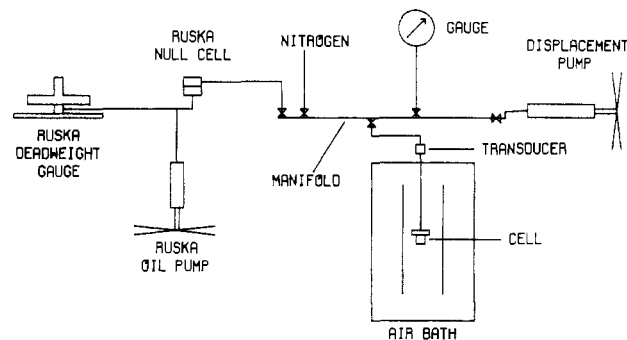 RUSKA
NULL CELL
NITROGEN
GAUGE
DISPLACEMENT
PUMP
RUSKA
DEADWEIGHT
GAUGE
MANIFOLD
TRANSDUCER
CELL
RUSKA
OIL PUMP
AIR BATH